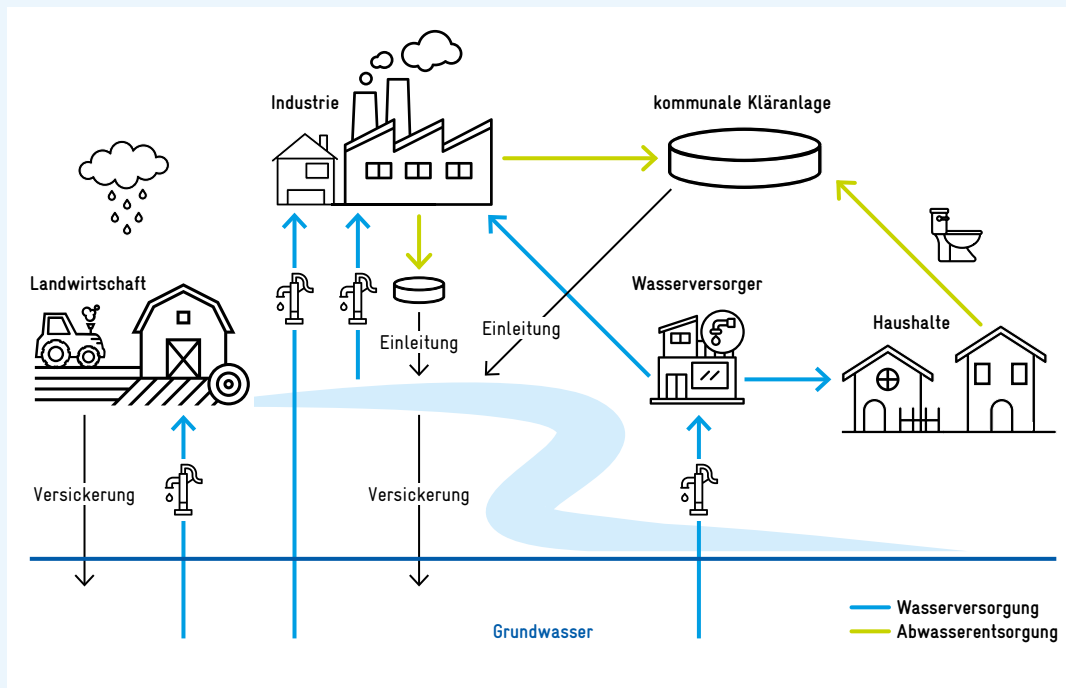 Industrie
kommunale Kläranlage
Landwirtschaft
Wasserversorger
Haushalte
Einleitung
Einleitung
Versickerung
Versickerung
Grundwasser
Wasserversorgung
Abwasserentsorgung